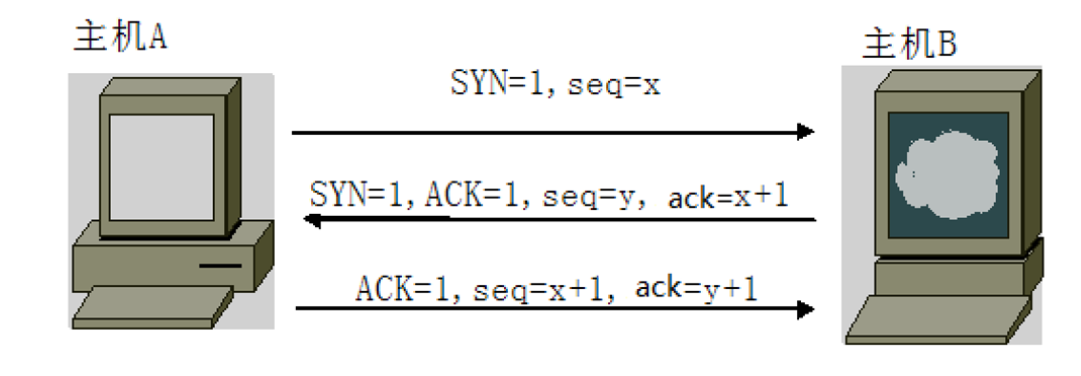 主机A
主机B
SYN=1, seq=x
SYN=1, ACK=1, seq=y, ack=x+1
ACK=1, seq=x+1, ack=y+1